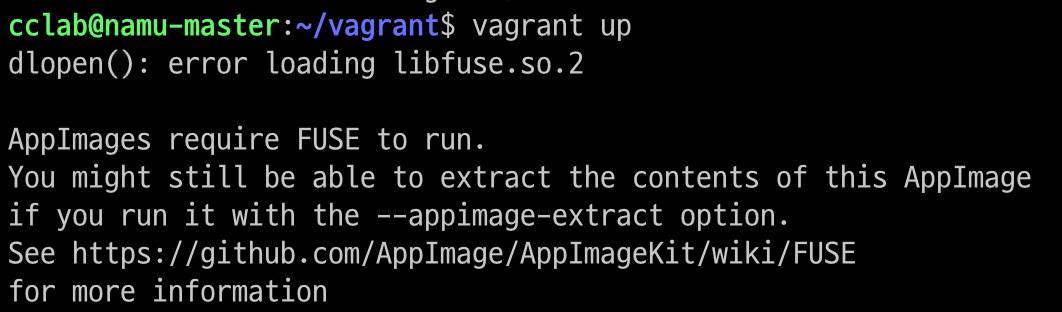 cclab@namu-master:~/vagrant$ vagrant up
dlopen(): error loading libfuse.so.2
AppImages require FUSE to run.
You might still be able to extract the contents of this AppImage
if you run it with the --appimage-extract option.
See https://github.com/AppImage/AppImageKit/wiki/FUSE
for more information